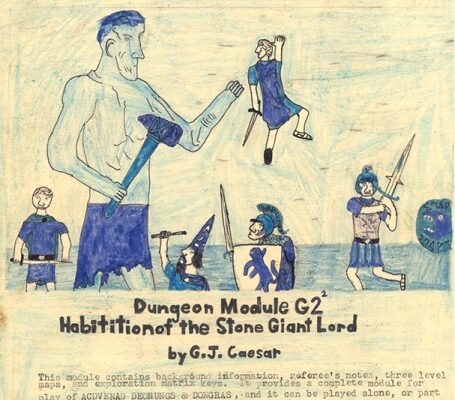 Dungeon Module G2²
Habititionof the Stone Giant Lord
by G.J. Caesar
This module contains background information, referee's notes, three level
maps, and exploration matrix keys. It provides a complete module for
play of ACDVENAD DEONUNGS & DONGRAS, and it can be played alone, or part